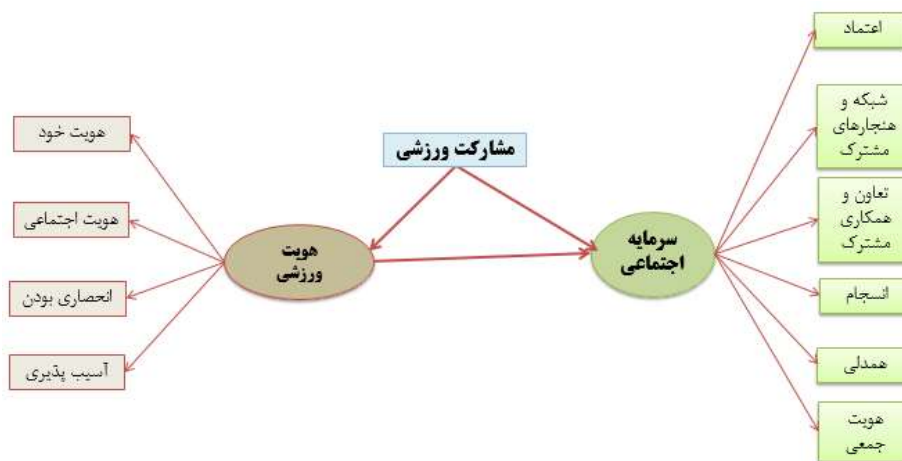 اعتماد
شبکه و
هنجارهای
مشترک
تعاون و
همکاری
مشترک
انسجام
همدلی
هویت
جمعی
سرمایه
اجتماعی
مشارکت ورزشی
هویت
ورزشی
هویت خود
هویت اجتماعی
انحصاری بودن
آسیب پذیری